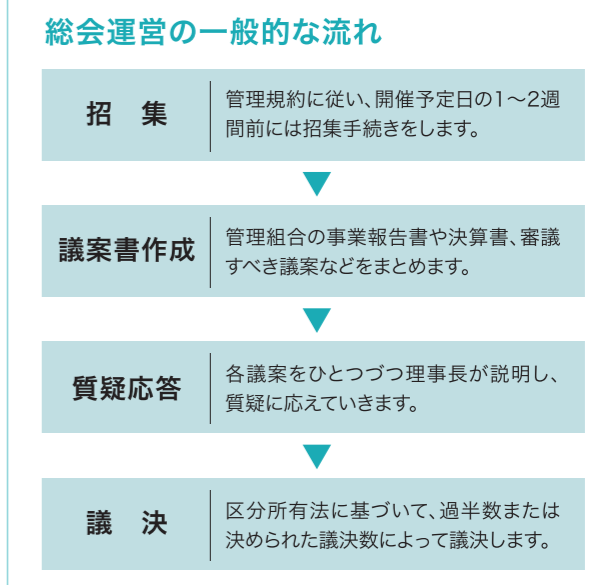 総会運営の一般的な流れ
招　集
管理規約に従い、開催予定日の1～2週
間前には招集手続きをします。
議案書作成
管理組合の事業報告書や決算書、審議
すべき議案などをまとめます。
質疑応答
各議案をひとつづつ理事長が説明し、
質疑に応えていきます。
議　決
区分所有法に基づいて、過半数または
決められた議決数によって議決します。